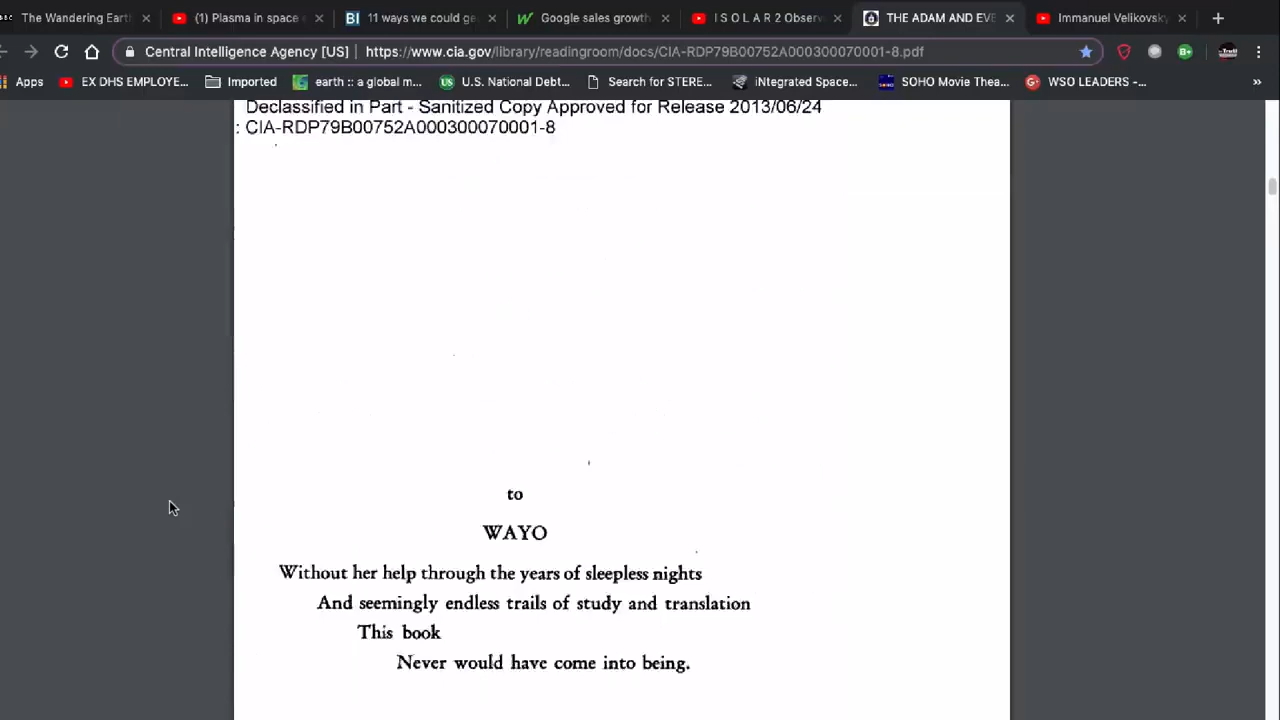 The Wandering Earth
(1) Plasma in space
11 ways we could ge
Google sales growth
I S O L A R 2 Observ
THE ADAM AND EVE
Immanuel Velikovsky
Central Intelligence Agency [US] | https://www.cia.gov/library/readingroom/docs/CIA-RDP79B00752A000300070001-8.pdf
Apps EX DHS EMPLOYE... Imported earth :: a global m... U.S. National Debt... Search for STERE... Integrated Space... SOHO Movie Thea... WSO LEADERS –... »
Declassified in Part - Sanitized Copy Approved for Release 2013/06/24
: CIA-RDP79B00752A000300070001-8
to
WAYO
Without her help through the years of sleepless nights
And seemingly endless trails of study and translation
This book
Never would have come into being.